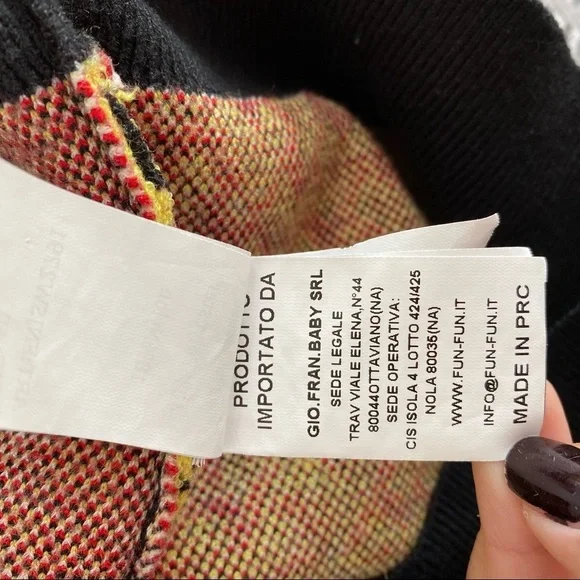 PRODOTTO
IMPORTATO DA
GIO.FRAN.BABY SRL
SEDE LEGALE
TRAV VIALE ELENA,N°44
80044OTTAVIANO(NA)
SEDE OPERATIVA:
CIS ISOLA 4 LOTTO 424/425
NOLA 80035(NA)
WWW.FUN-FUN.IT
INFO@FUN-FUN.IT
MADE IN PRC